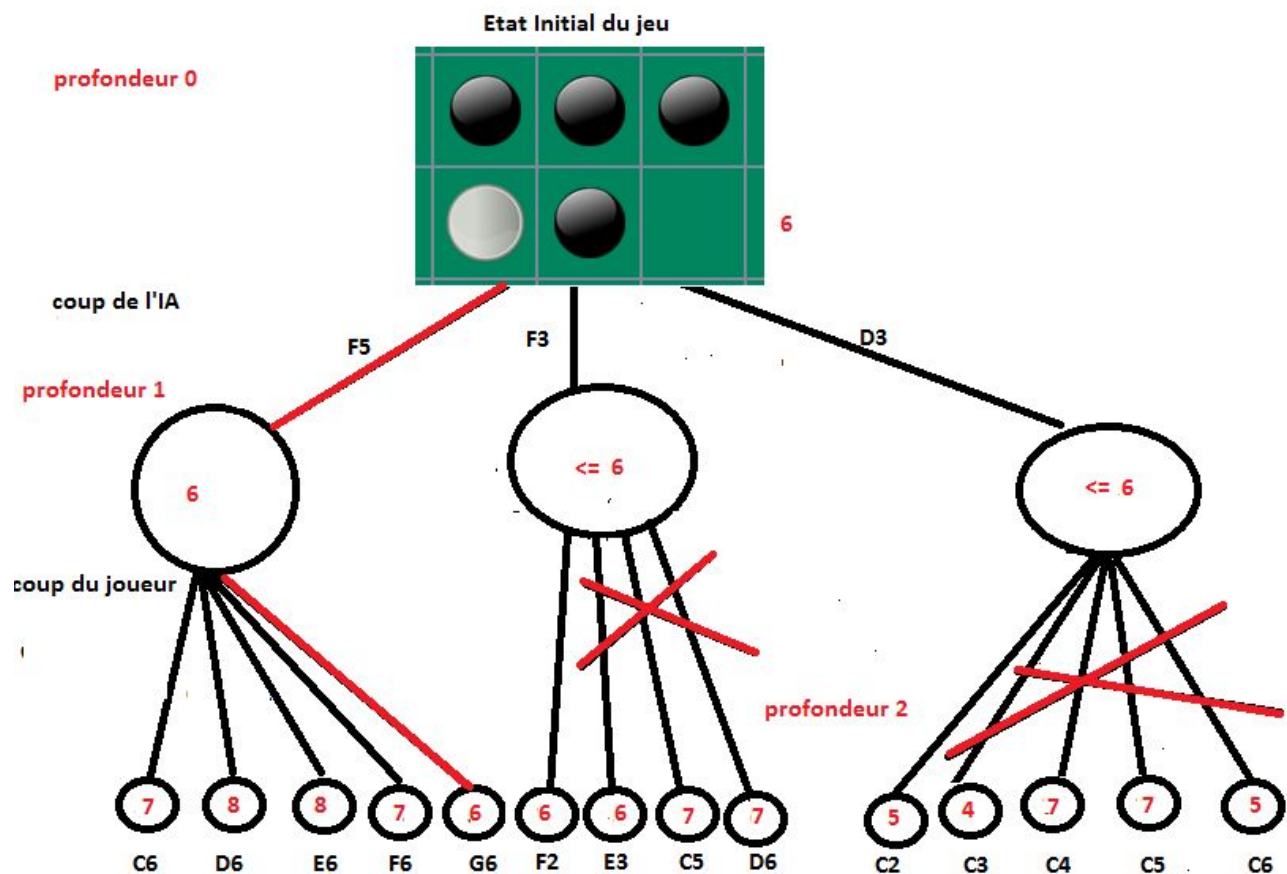 Etat Initial du jeu
profondeur 0
6
coup de l'IA
F5
F3
D3
profondeur 1
6
<= 6
<= 6
coup du joueur
profondeur 2
7 8 8 7 6 6 6 7 7 5 4 7 7 5
C6 D6 E6 F6 G6 F2 E3 C5 D6 C2 C3 C4 C5 C6